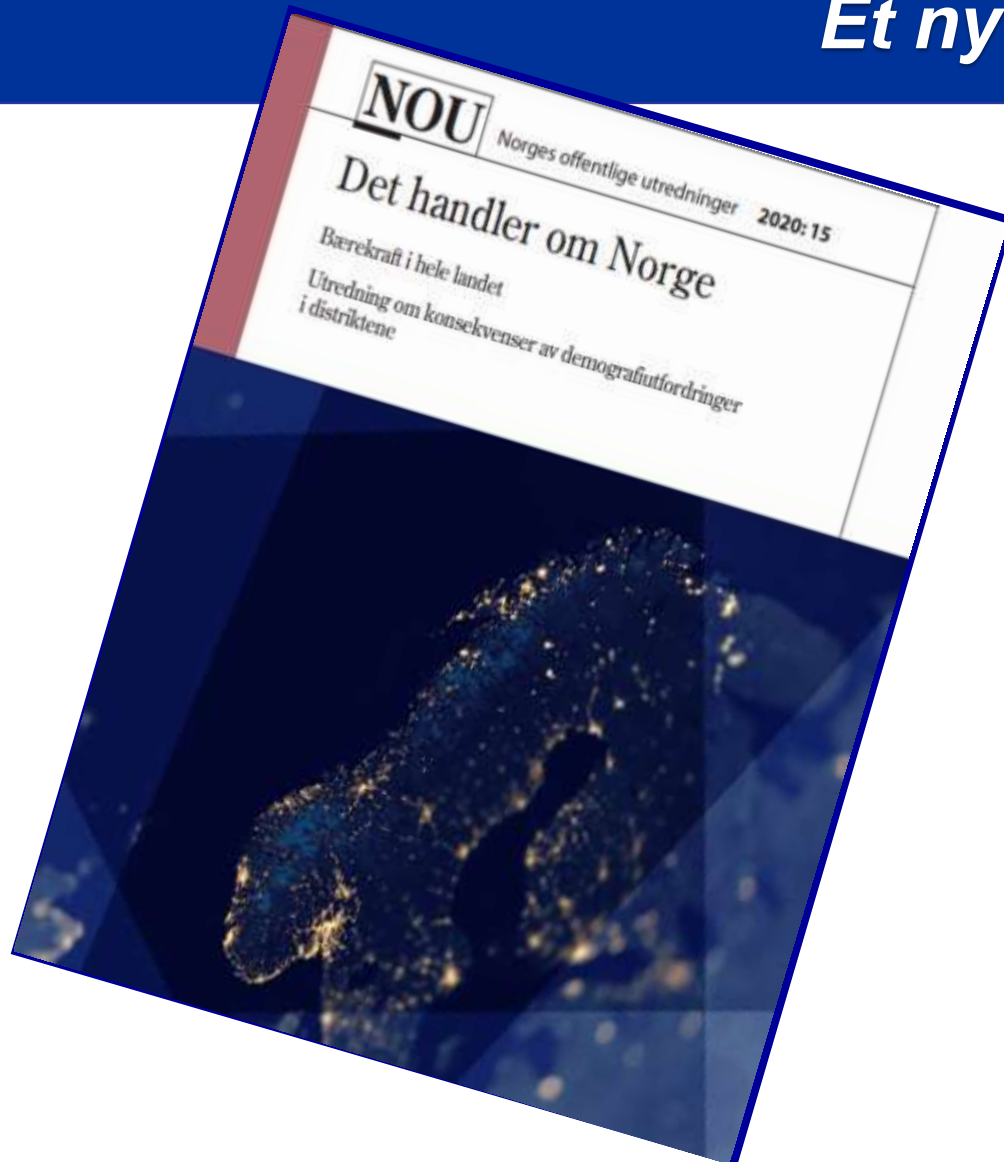 Et ny
NOU
Norges offentlige utredninger 2020: 15
Det handler om Norge
Bærekraft i hele landet
Utredning om konsekvenser av demografiutfordringer
i distriktene